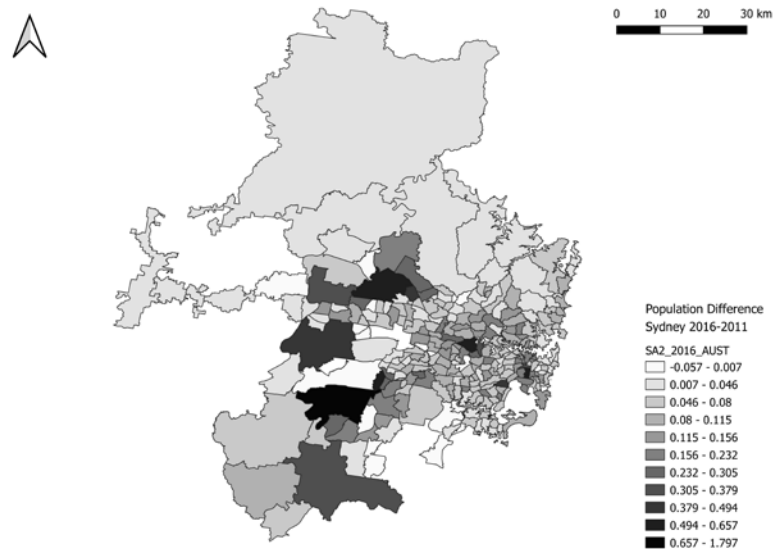 0 10 20 30 km
Population Difference
Sydney 2016-2011
SA2_2016_AUST
-0.057 - 0.007
0.007 - 0.046
0.046 - 0.08
0.08 - 0.115
0.115 - 0.156
0.156 - 0.232
0.232 - 0.305
0.305 - 0.379
0.379 - 0.494
0.494 - 0.657
0.657 - 1.797